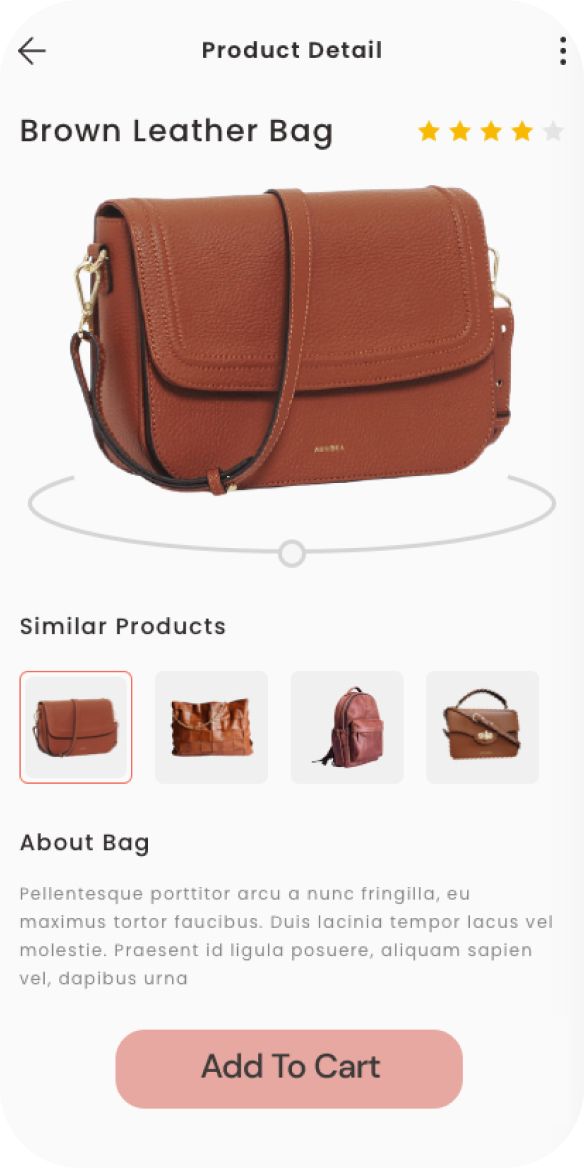 Product Detail
Brown Leather Bag
Similar Products
About Bag
Pellentesque porttitor arcu a nunc fringilla, eu
maximus tortor faucibus. Duis lacinia tempor lacus vel
molestie. Praesent id ligula posuere, aliquam sapien
vel, dapibus urna
Add To Cart